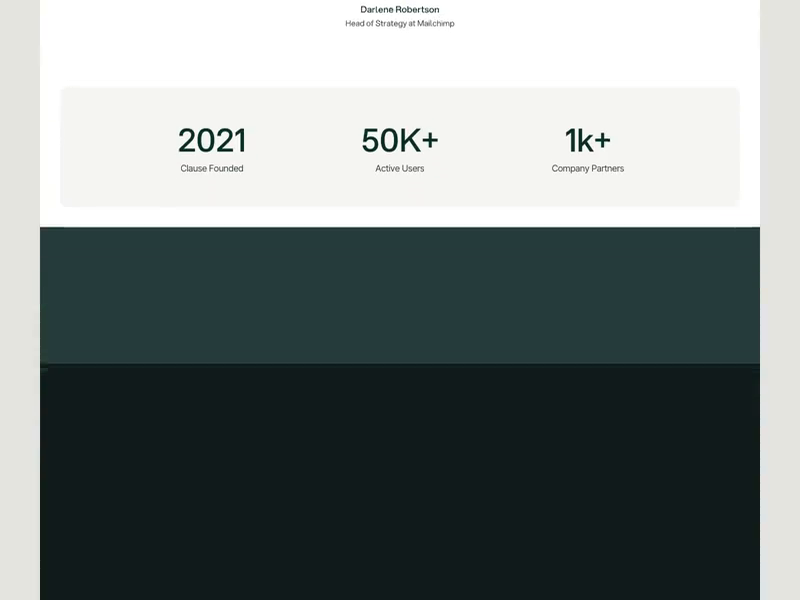 Darlene Robertson
Head of Strategy at Mailchimp
2021
Clause Founded
50K+
Active Users
1k+
Company Partners